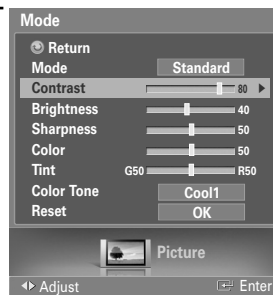 Mode
Return
Mode Standard
Contrast 80
Brightness 40
Sharpness 50
Color 50
Tint G50 R50
Color Tone Cool1
Reset OK
Picture
Adjust Enter